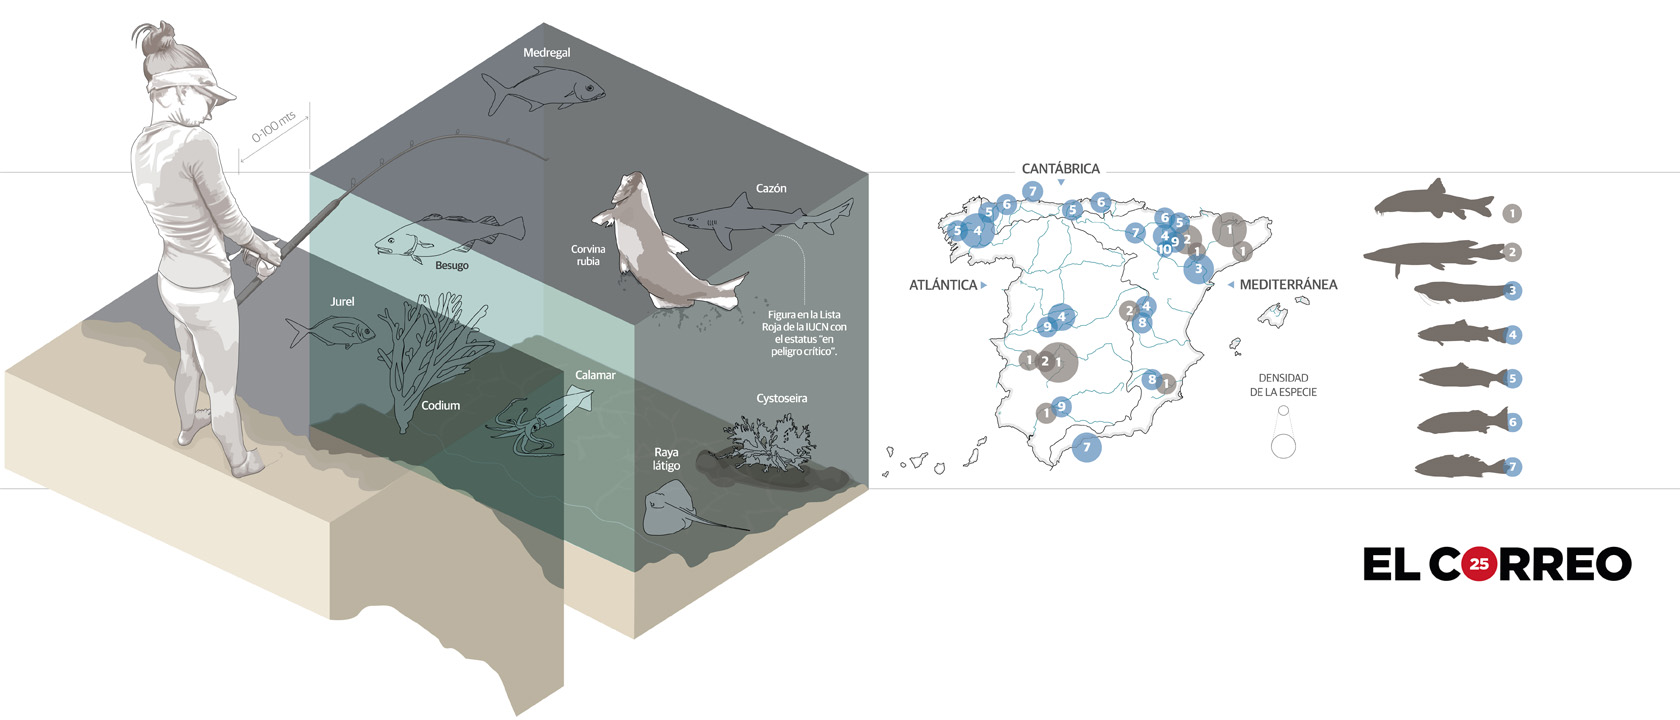 Medregal
0-100 mts
Cazón
Corvina
rubia
Besugo
Jurel
Figura en la Lista
Roja de la IUCN con
el estatus "en
peligro crítico".
Codium
Calamar
Cystoseira
Raya
látigo
CANTÁBRICA
7
6
5
5
4
5
6
6
5
7
4
9
2
10
1
3
1
1
ATLÁNTICA
MEDITERRÁNEA
4
9
2
4
8
1
2
1
8
1
1
9
7
DENSIDAD
DE LA ESPECIE
1
2
3
4
5
6
7
EL CORREO
25